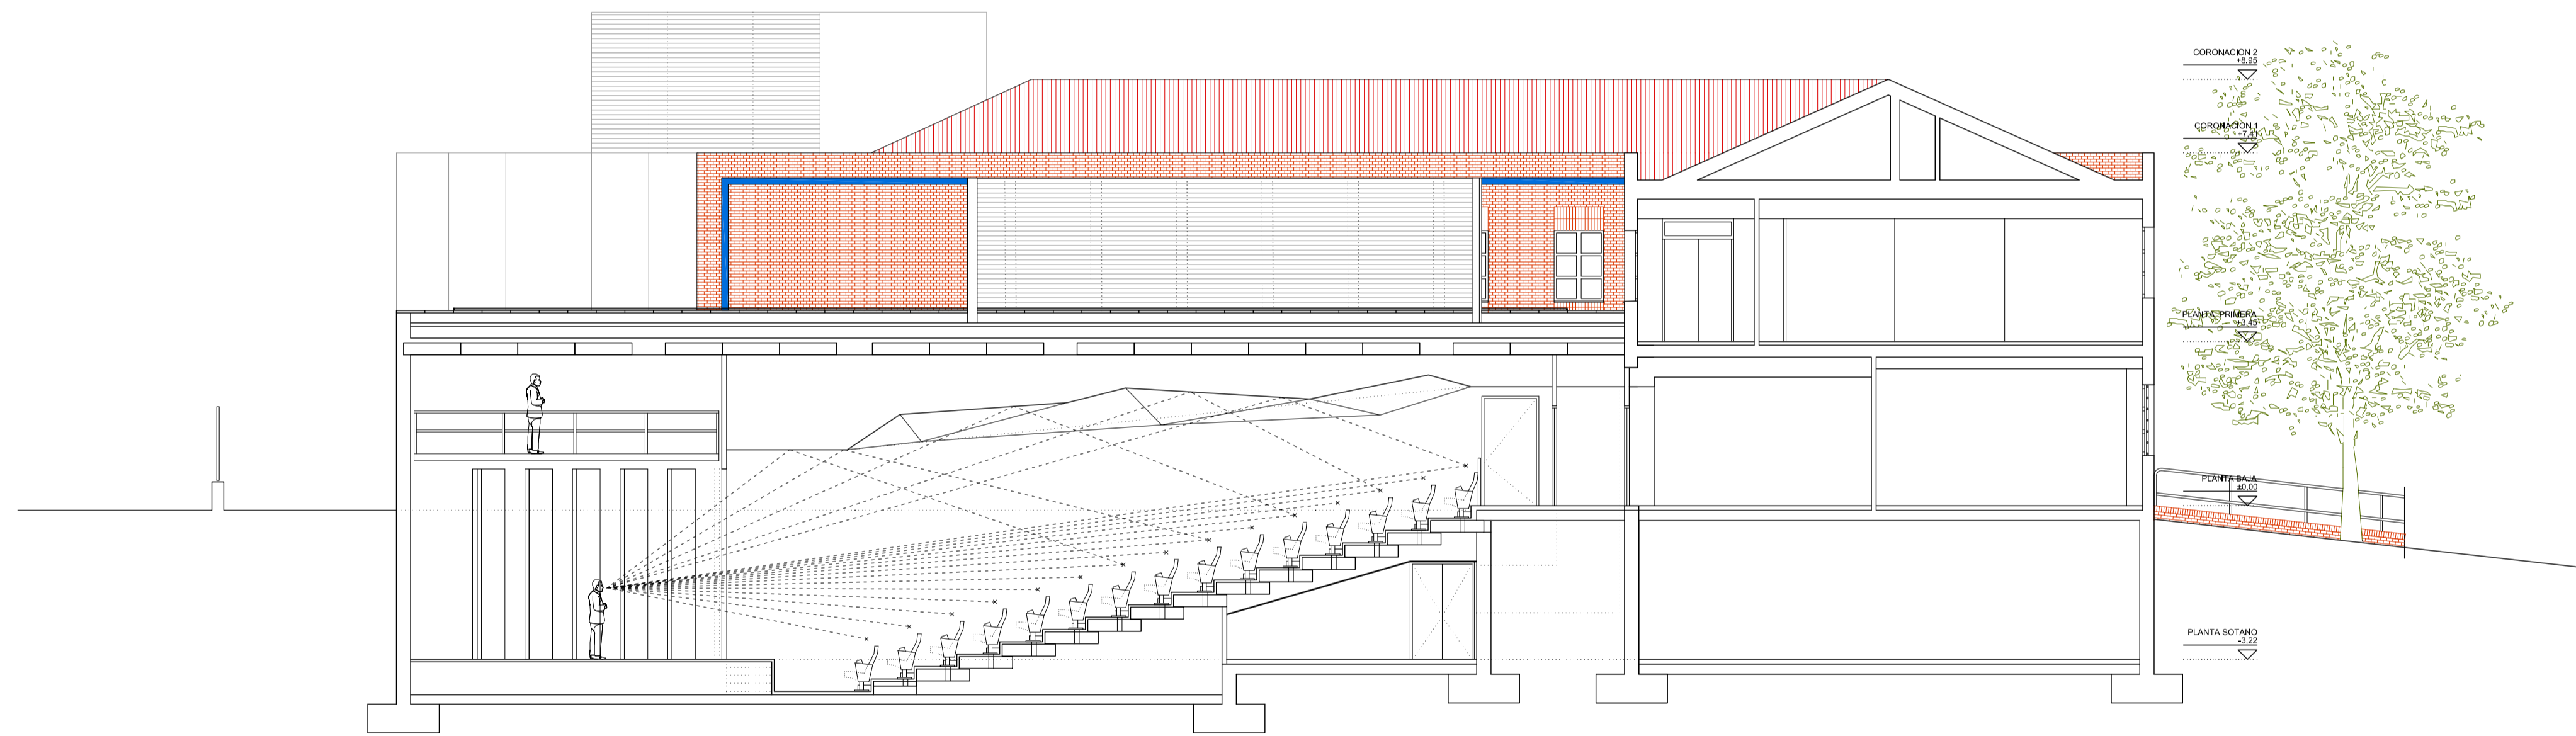 CORONACION 2
+8.95
CORONACION 1
+7.41
PLANTA PRIMERA
+3,45
PLANTA BAJA
±0,00
PLANTA SOTANO
-3,22